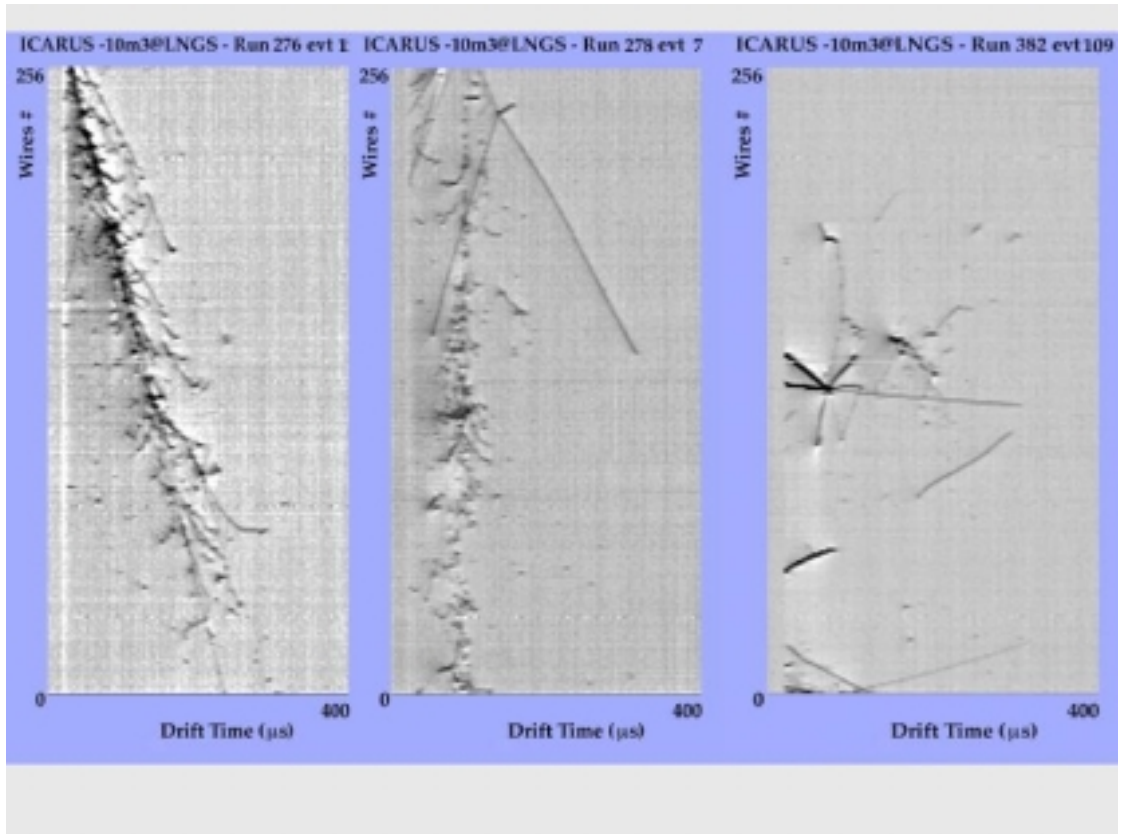 ICARUS -10m3@LNGS - Run 276 evt 1
256
Wires #
0
400
Drift Time (µs)
ICARUS -10m3@LNGS - Run 278 evt 7
256
Wires #
0
400
Drift Time (µs)
ICARUS -10m3@LNGS - Run 382 evt109
256
Wires #
0
400
Drift Time (µs)